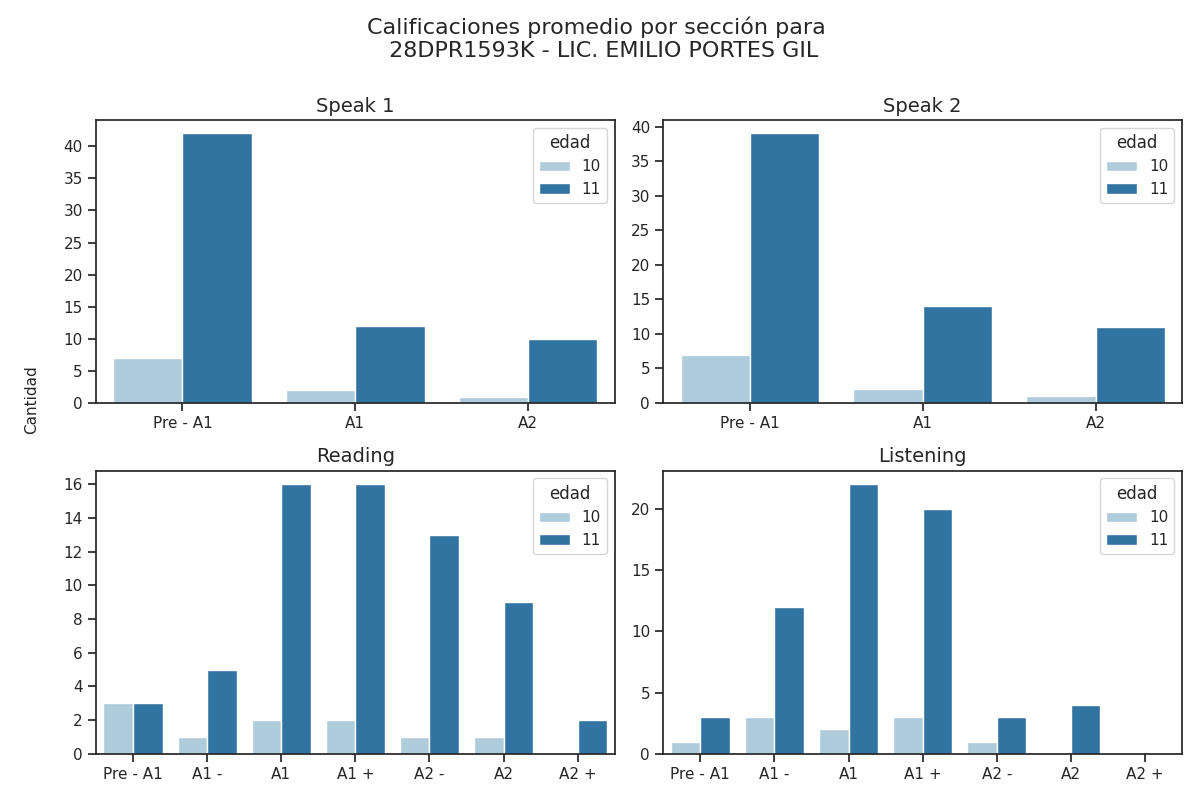 Calificaciones promedio por sección para
28DPR1593K - LIC. EMILIO PORTES GIL
Cantidad
Speak 1
40
35
30
25
20
15
10
5
0
Pre - A1
A1
A2
edad
10
11
Speak 2
40
35
30
25
20
15
10
5
0
Pre - A1
A1
A2
edad
10
11
Reading
16
14
12
10
8
6
4
2
0
Pre - A1
A1 -
A1
A1 +
A2 -
A2
A2 +
edad
10
11
Listening
20
15
10
5
0
Pre - A1
A1 -
A1
A1 +
A2 -
A2
A2 +
edad
10
11